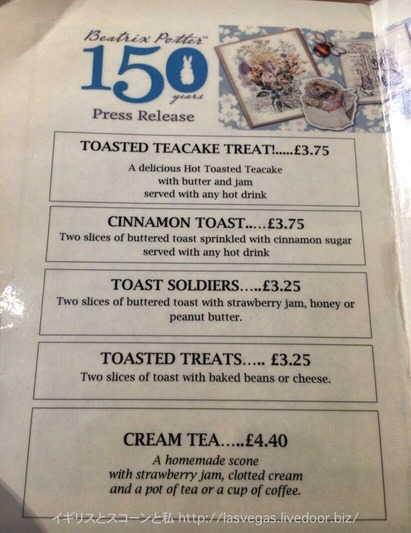 Beatrix Potter™
150
years
Press Release
TOASTED TEACAKE TREAT!.....£3.75
A delicious Hot Toasted Teacake
with butter and jam
served with any hot drink
CINNAMON TOAST..…£3.75
Two slices of buttered toast sprinkled with cinnamon sugar
served with any hot drink
TOAST SOLDIERS…..£3.25
Two slices of buttered toast with strawberry jam, honey or
peanut butter.
TOASTED TREATS….. £3.25
Two slices of toast with baked beans or cheese.
CREAM TEA…..£4.40
A homemade scone
with strawberry jam, clotted cream
and a pot of tea or a cup of coffee.
イギリスとスコーンと私 http://lasvegas.livedoor.biz/